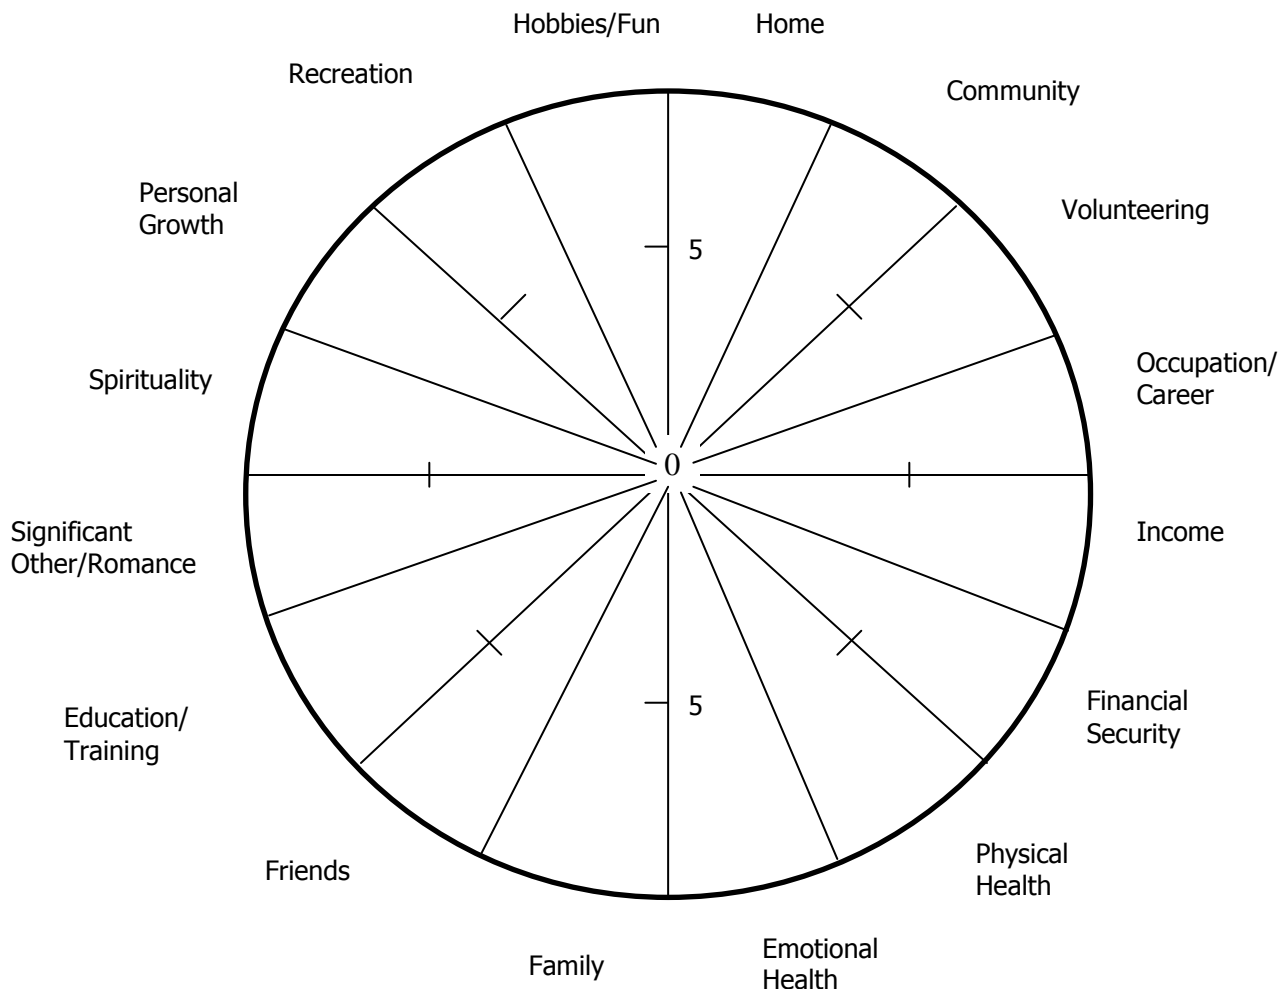 Hobbies/Fun
Home
Recreation
Community
Personal
Growth
Volunteering
5
Occupation/
Career
Spirituality
0
Significant
Other/Romance
Income
Financial
Security
5
Education/
Training
Physical
Health
Friends
Emotional
Health
Family